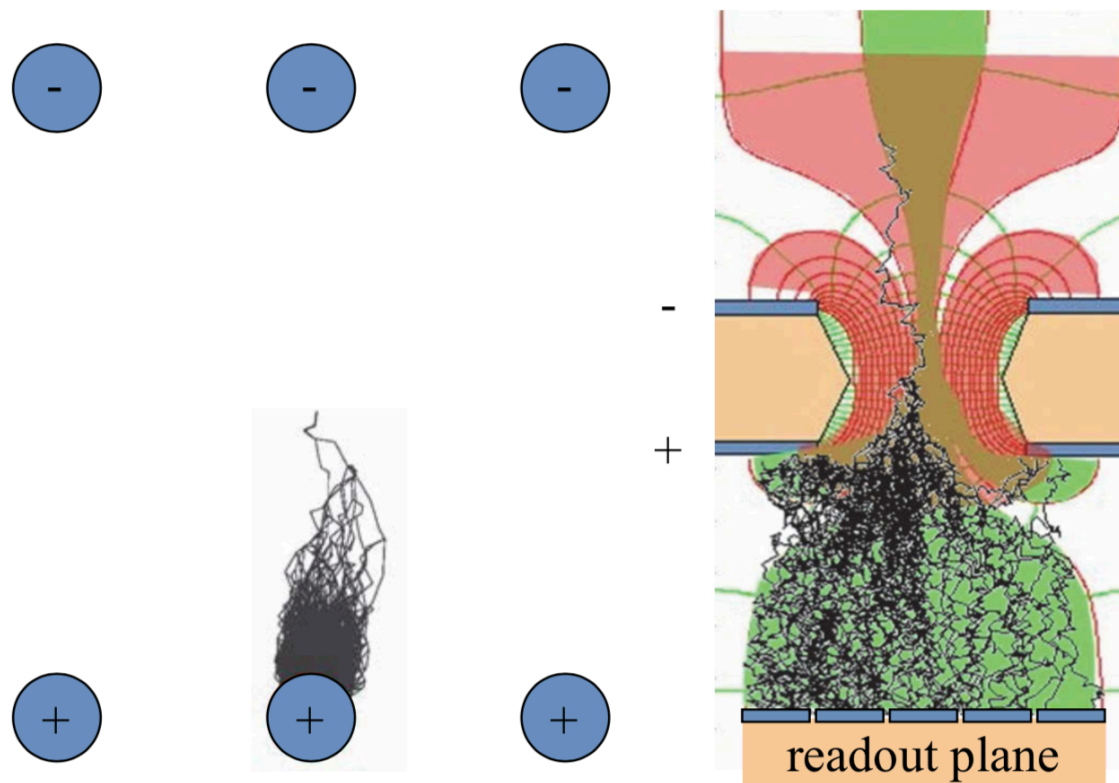 - - -
-
+
+ + +
readout plane